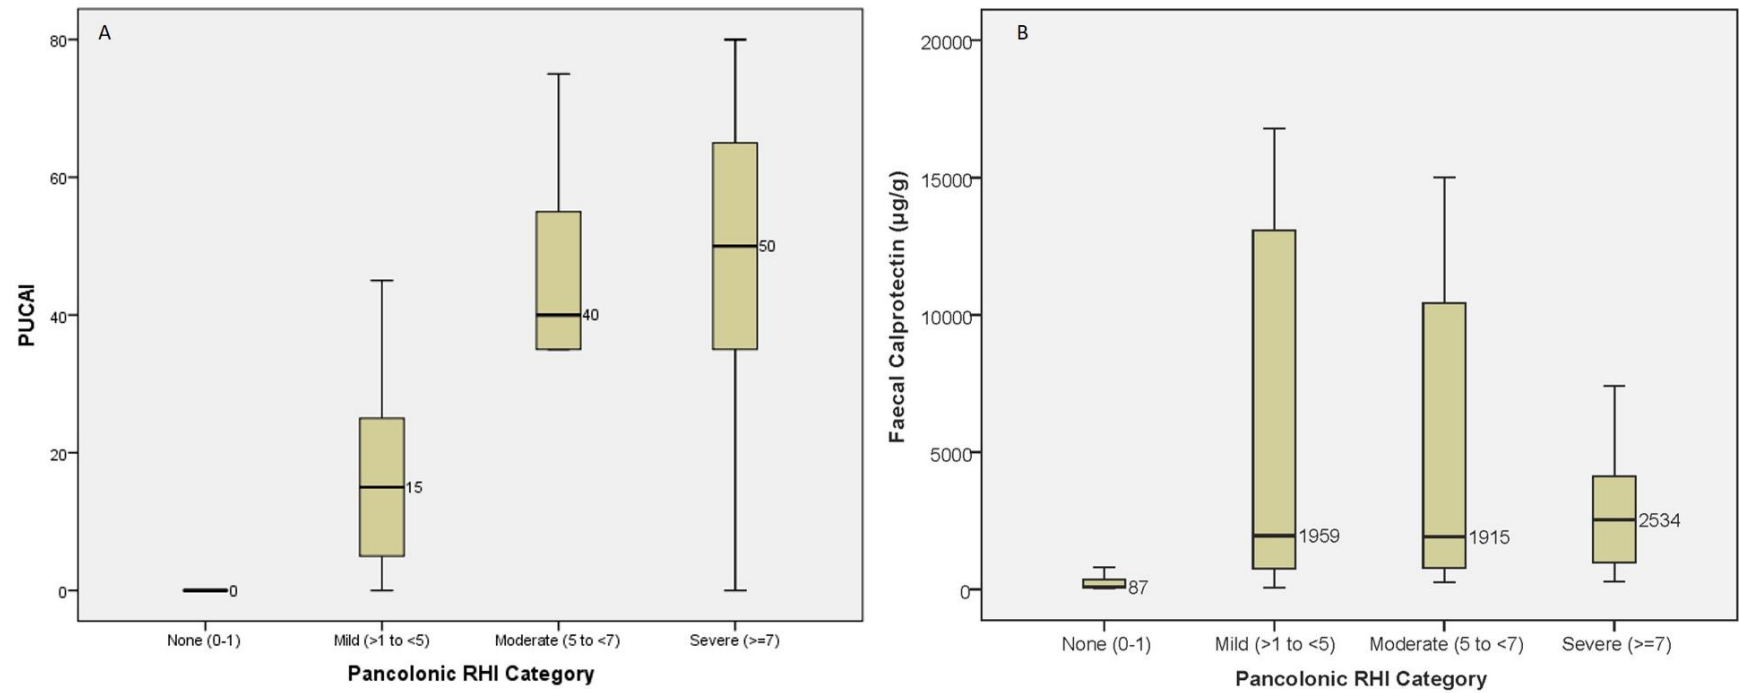 A
80
60
40
20
0
PUCAI
0
15
40
50
None (0-1)
Mild (>1 to <5)
Moderate (5 to <7)
Severe (>=7)
Pancolonic RHI Category
B
20000
15000
10000
5000
0
Faecal Calprotectin (µg/g)
87
1959
1915
2534
None (0-1)
Mild (>1 to <5)
Moderate (5 to <7)
Severe (>=7)
Pancolonic RHI Category